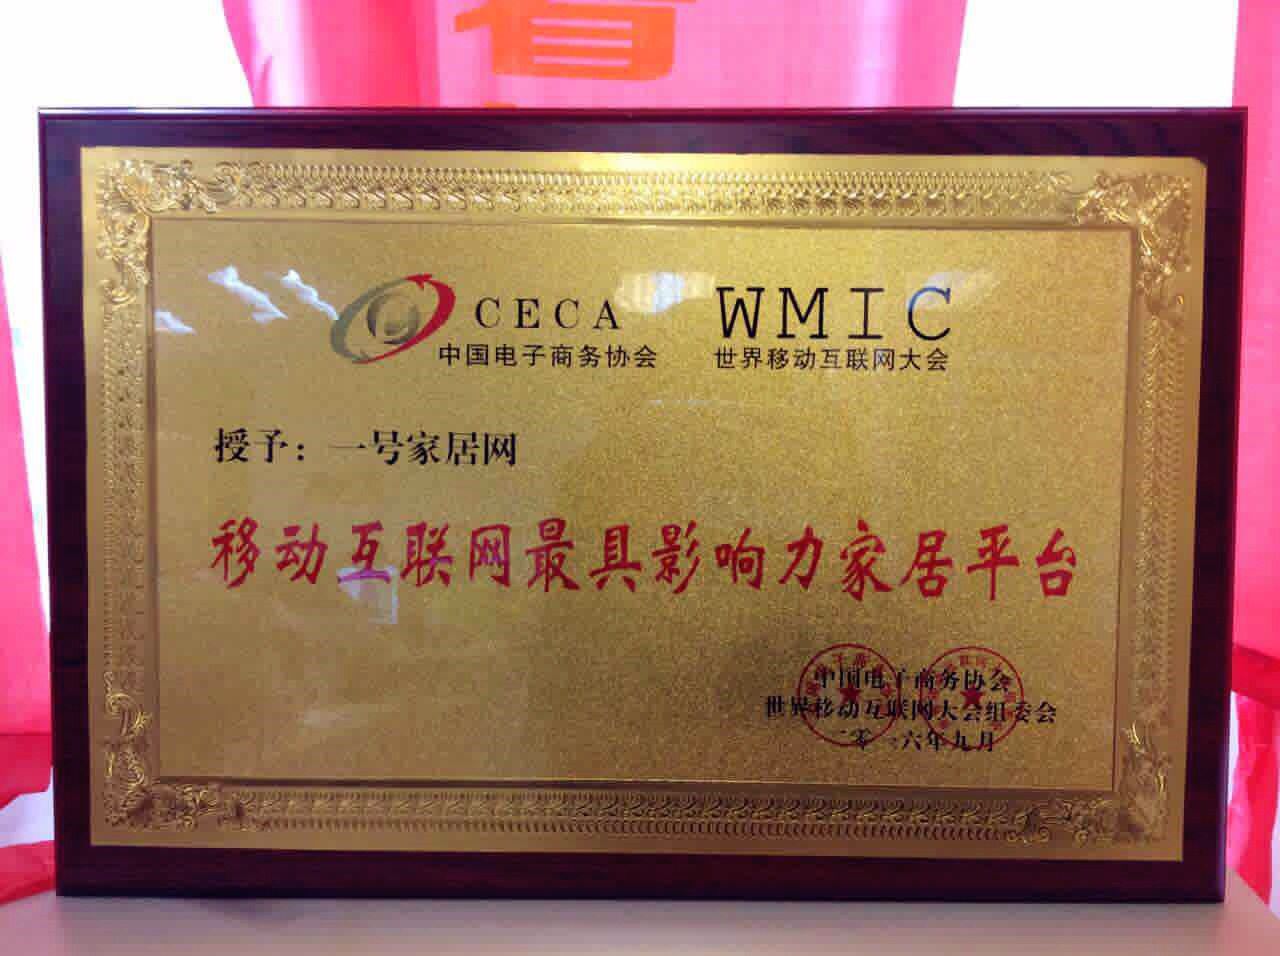 CECA
中国电子商务协会
WMIC
世界移动互联网大会
授予：一号家居网
移动互联网最具影响力家居平台
中国电子商务协会
世界移动互联网大会组委会
二零一六年九月